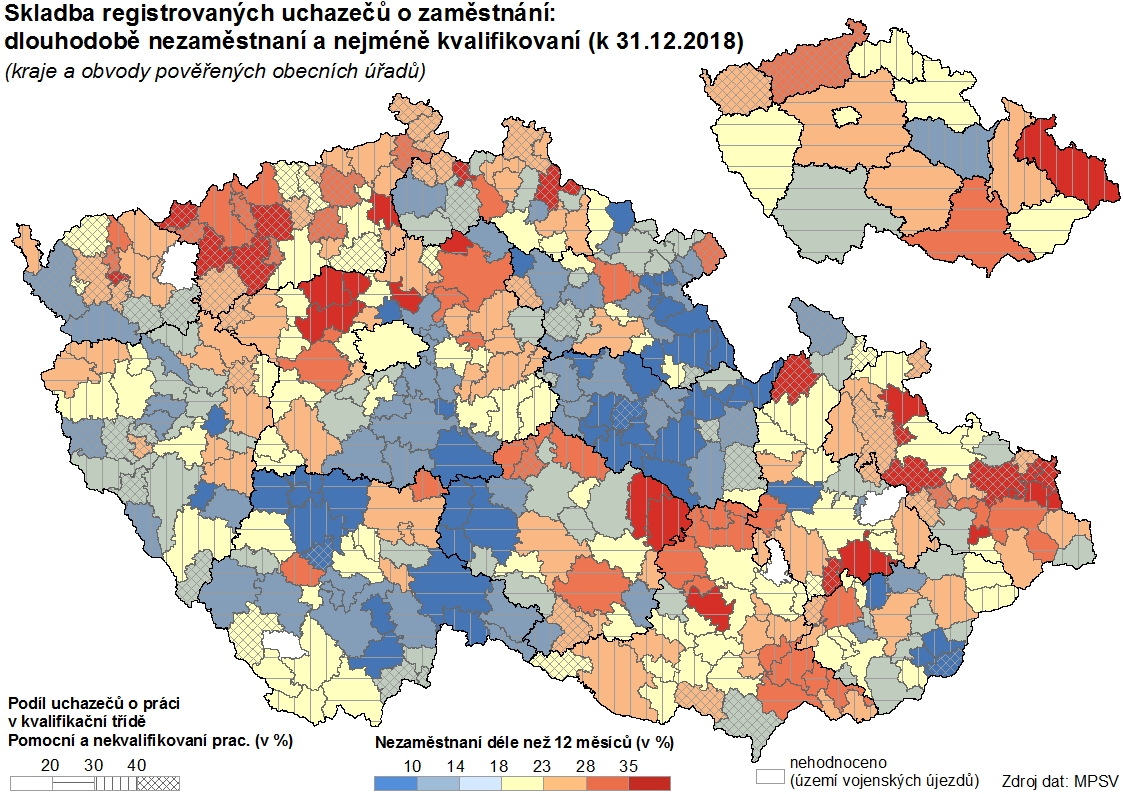 Skladba registrovaných uchazečů o zaměstnání:
dlouhodobě nezaměstnaní a nejméně kvalifikovaní (k 31.12.2018)
(kraje a obvody pověřených obecních úřadů)
Podíl uchazečů o práci
v kvalifikační třídě
Pomocní a nekvalifikovaní prac. (v %)
20 30 40
Nezaměstnaní déle než 12 měsíců (v %)
10 14 18 23 28 35
nehodnoceno
(území vojenských újezdů)
Zdroj dat: MPSV